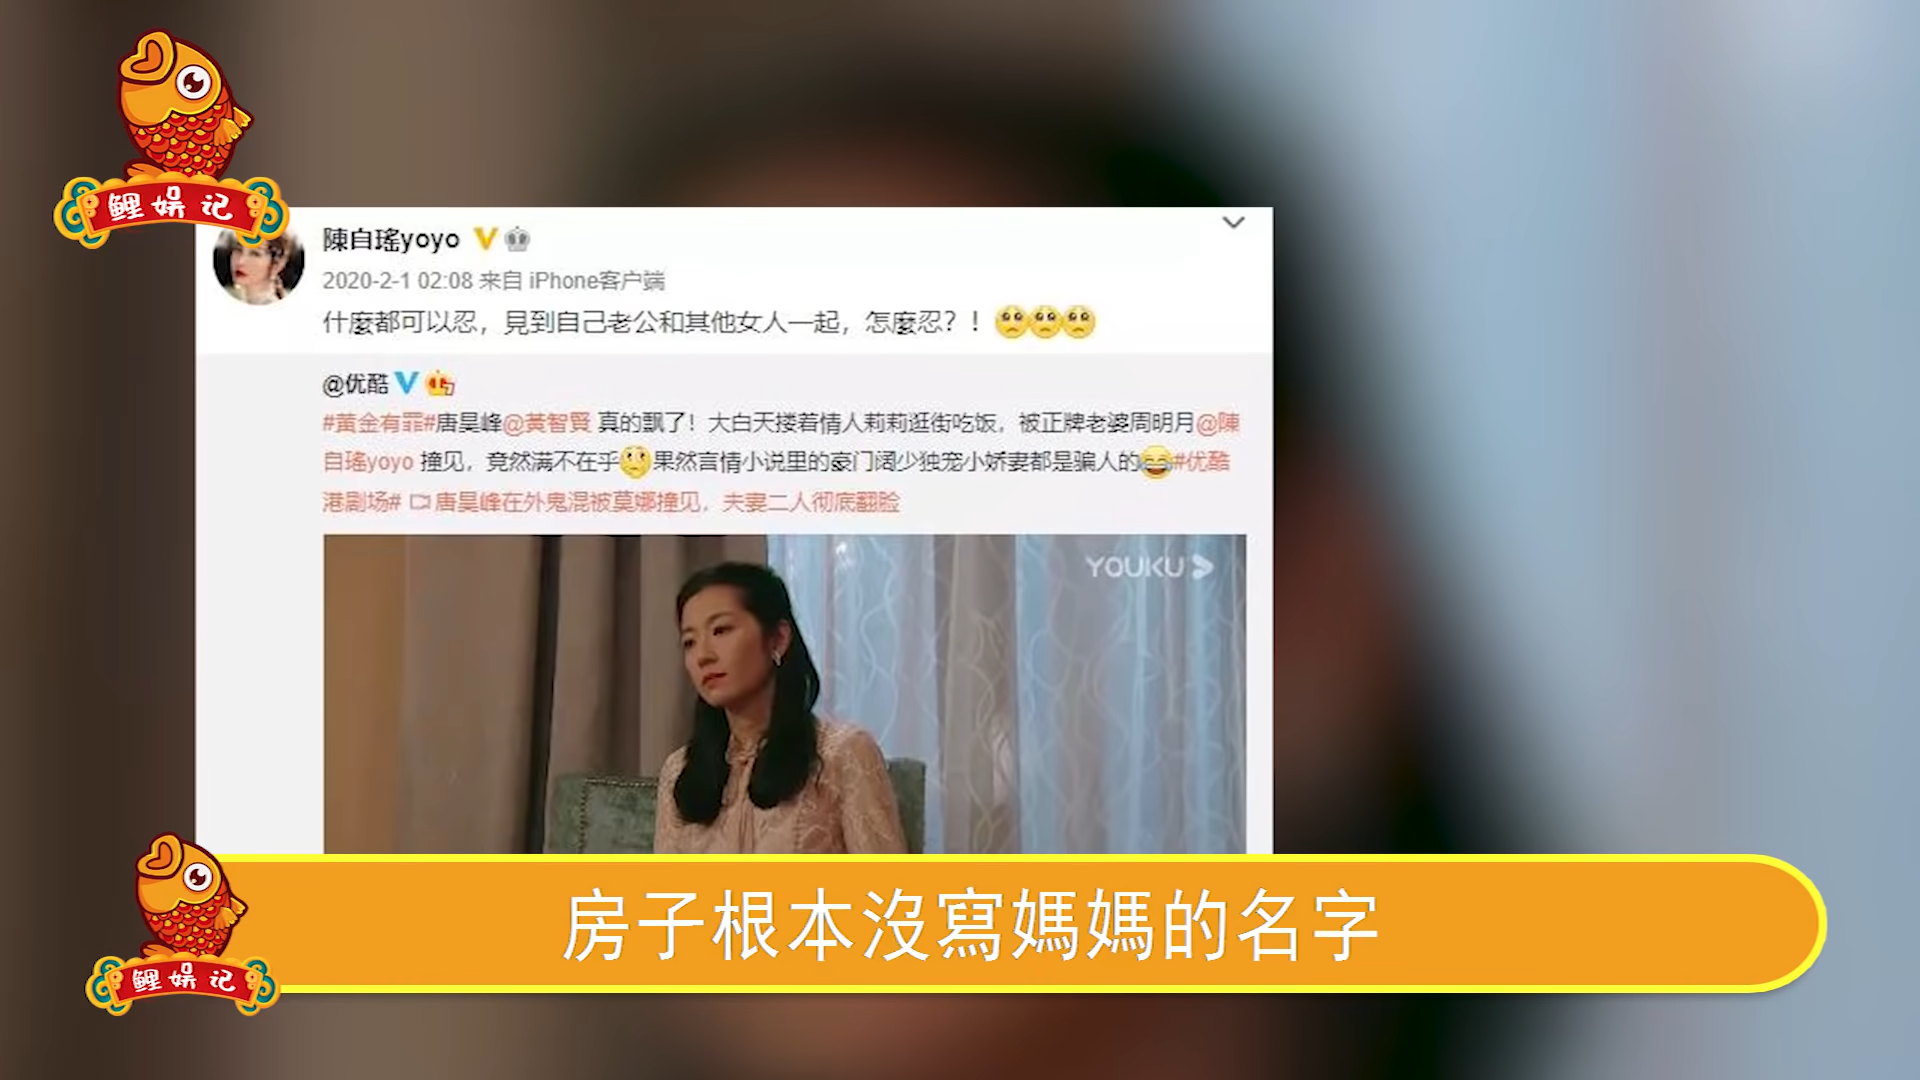 鲤娱记
陳自瑤yoyo
2020-2-1 02:08 来自 iPhone客户端
什麼都可以忍，見到自己老公和其他女人一起，怎麼忍？！
@优酷
#黄金有罪#唐昊峰@黃智賢 真的飘了！大白天搂着情人莉莉逛街吃饭，被正牌老婆周明月@陳
自瑤yoyo 撞见，竟然满不在乎果然言情小说里的豪门阔少独宠小娇妻都是骗人的#优酷
港剧场# 唐昊峰在外鬼混被莫娜撞见，夫妻二人彻底翻脸
YOUKU
房子根本沒寫媽媽的名字
鲤娱记